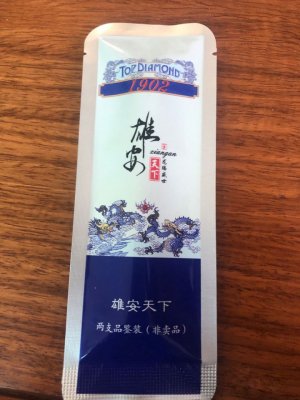 TOP DIAMOND
1902
雄安
xiongan
天下
雄安天下
两支品鉴装(非卖品)